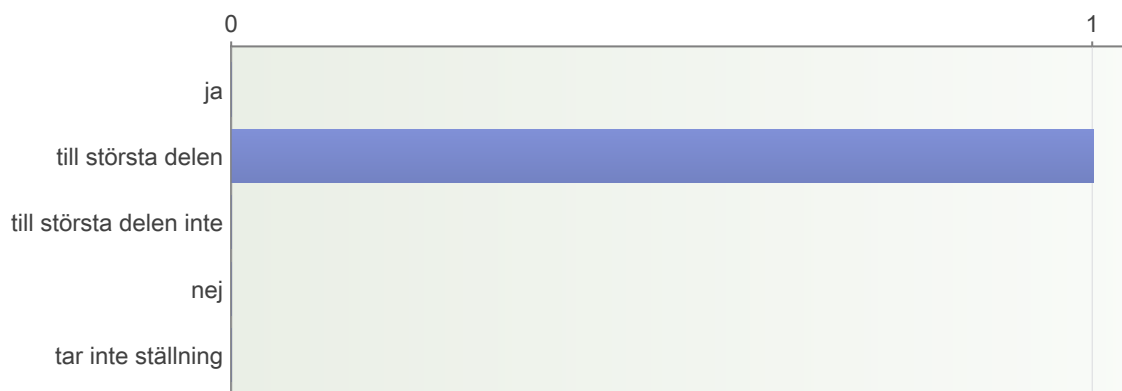 0 1
ja
till största delen
till största delen inte
nej
tar inte ställning